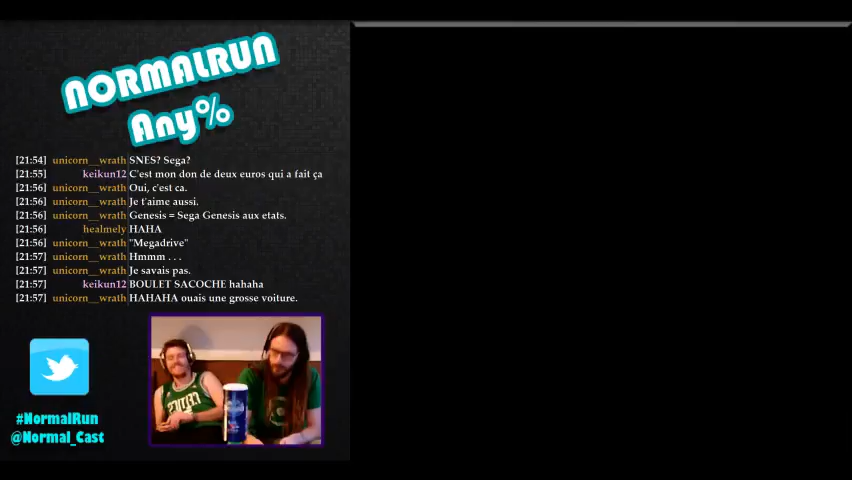 NORMALRUN
Any%
[21:54] unicorn__wrath SNES? Sega?
[21:55] keikun12 C'est mon don de deux euros qui a fait ça
[21:56] unicorn__wrath Oui, c'est ca.
[21:56] unicorn__wrath Je t'aime aussi.
[21:56] unicorn__wrath Genesis = Sega Genesis aux etats.
[21:56] healmely HAHA
[21:56] unicorn__wrath "Megadrive"
[21:57] unicorn__wrath Hmmm . . .
[21:57] unicorn__wrath Je savais pas.
[21:57] keikun12 BOULET SACOCHE hahaha
[21:57] unicorn__wrath HAHAHA ouais une grosse voiture.
#NormalRun
@Normal_Cast